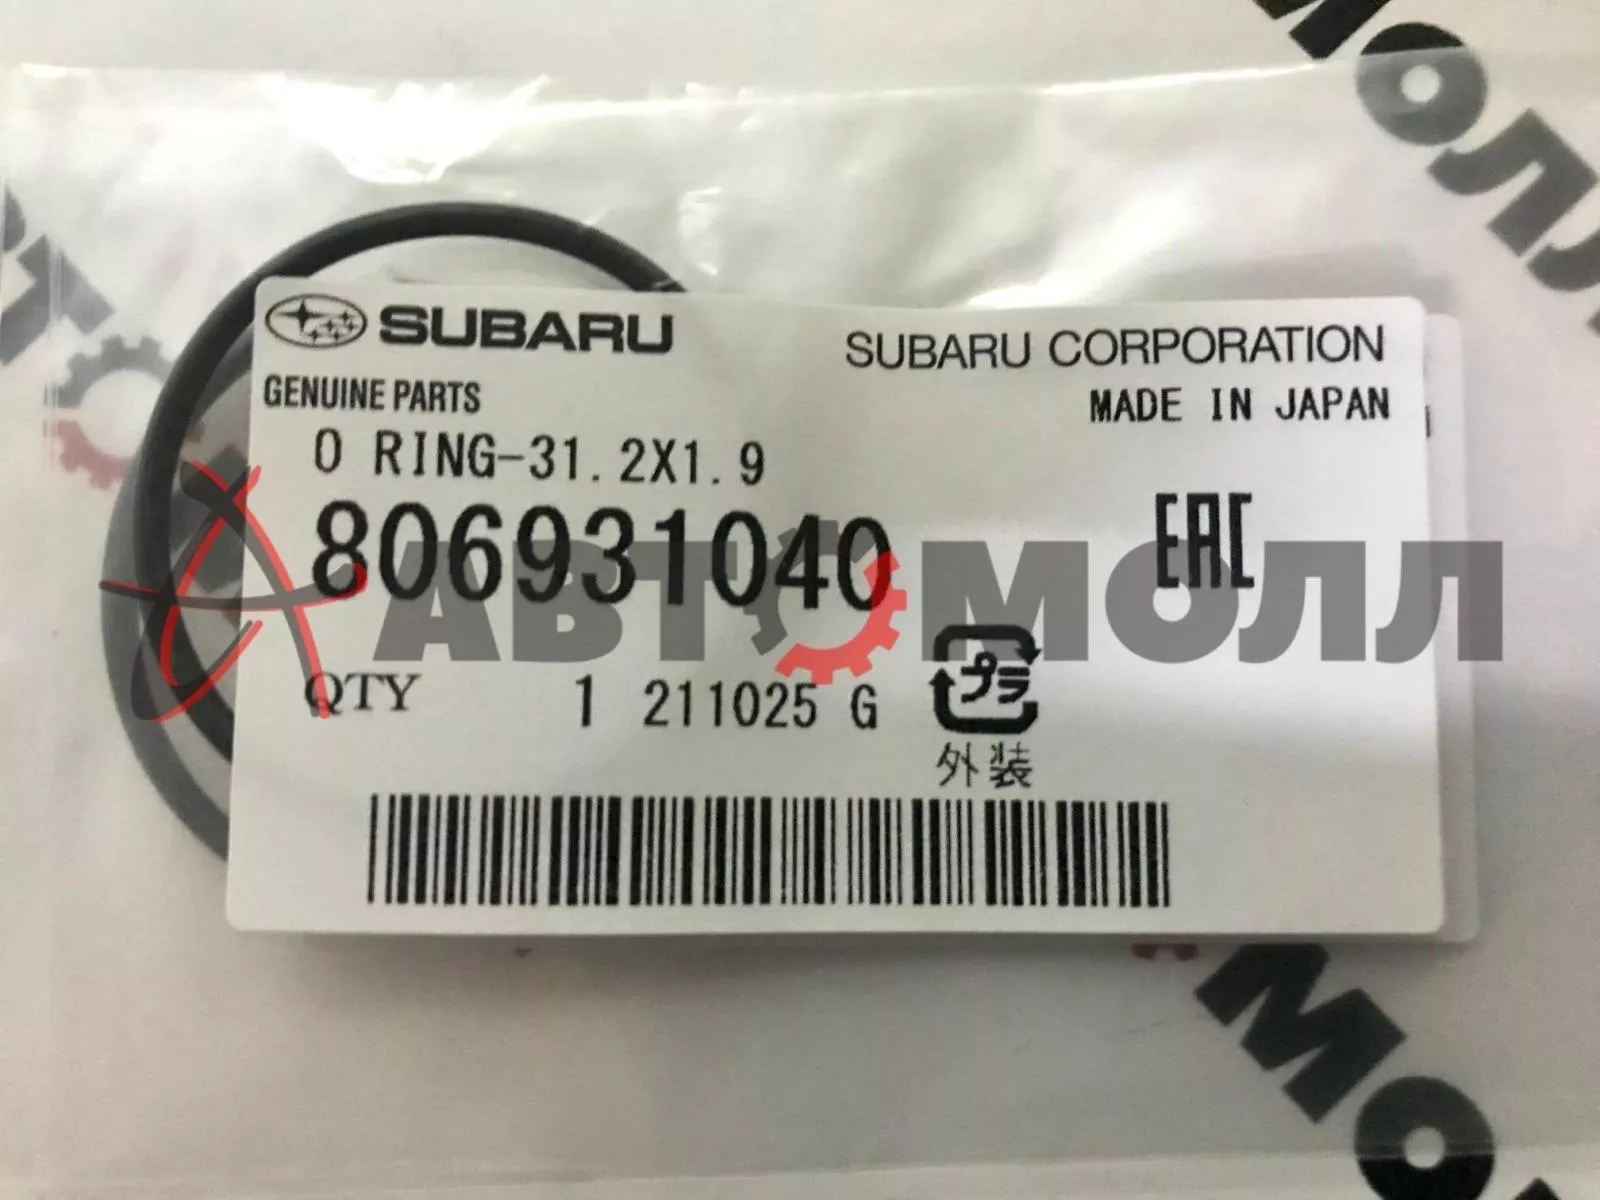 SUBARU
SUBARU CORPORATION
GENUINE PARTS
MADE IN JAPAN
O RING-31.2X1.9
806931040
EAC
АВТОМОЛЛ
QTY 1 211025 G
プラ
外装